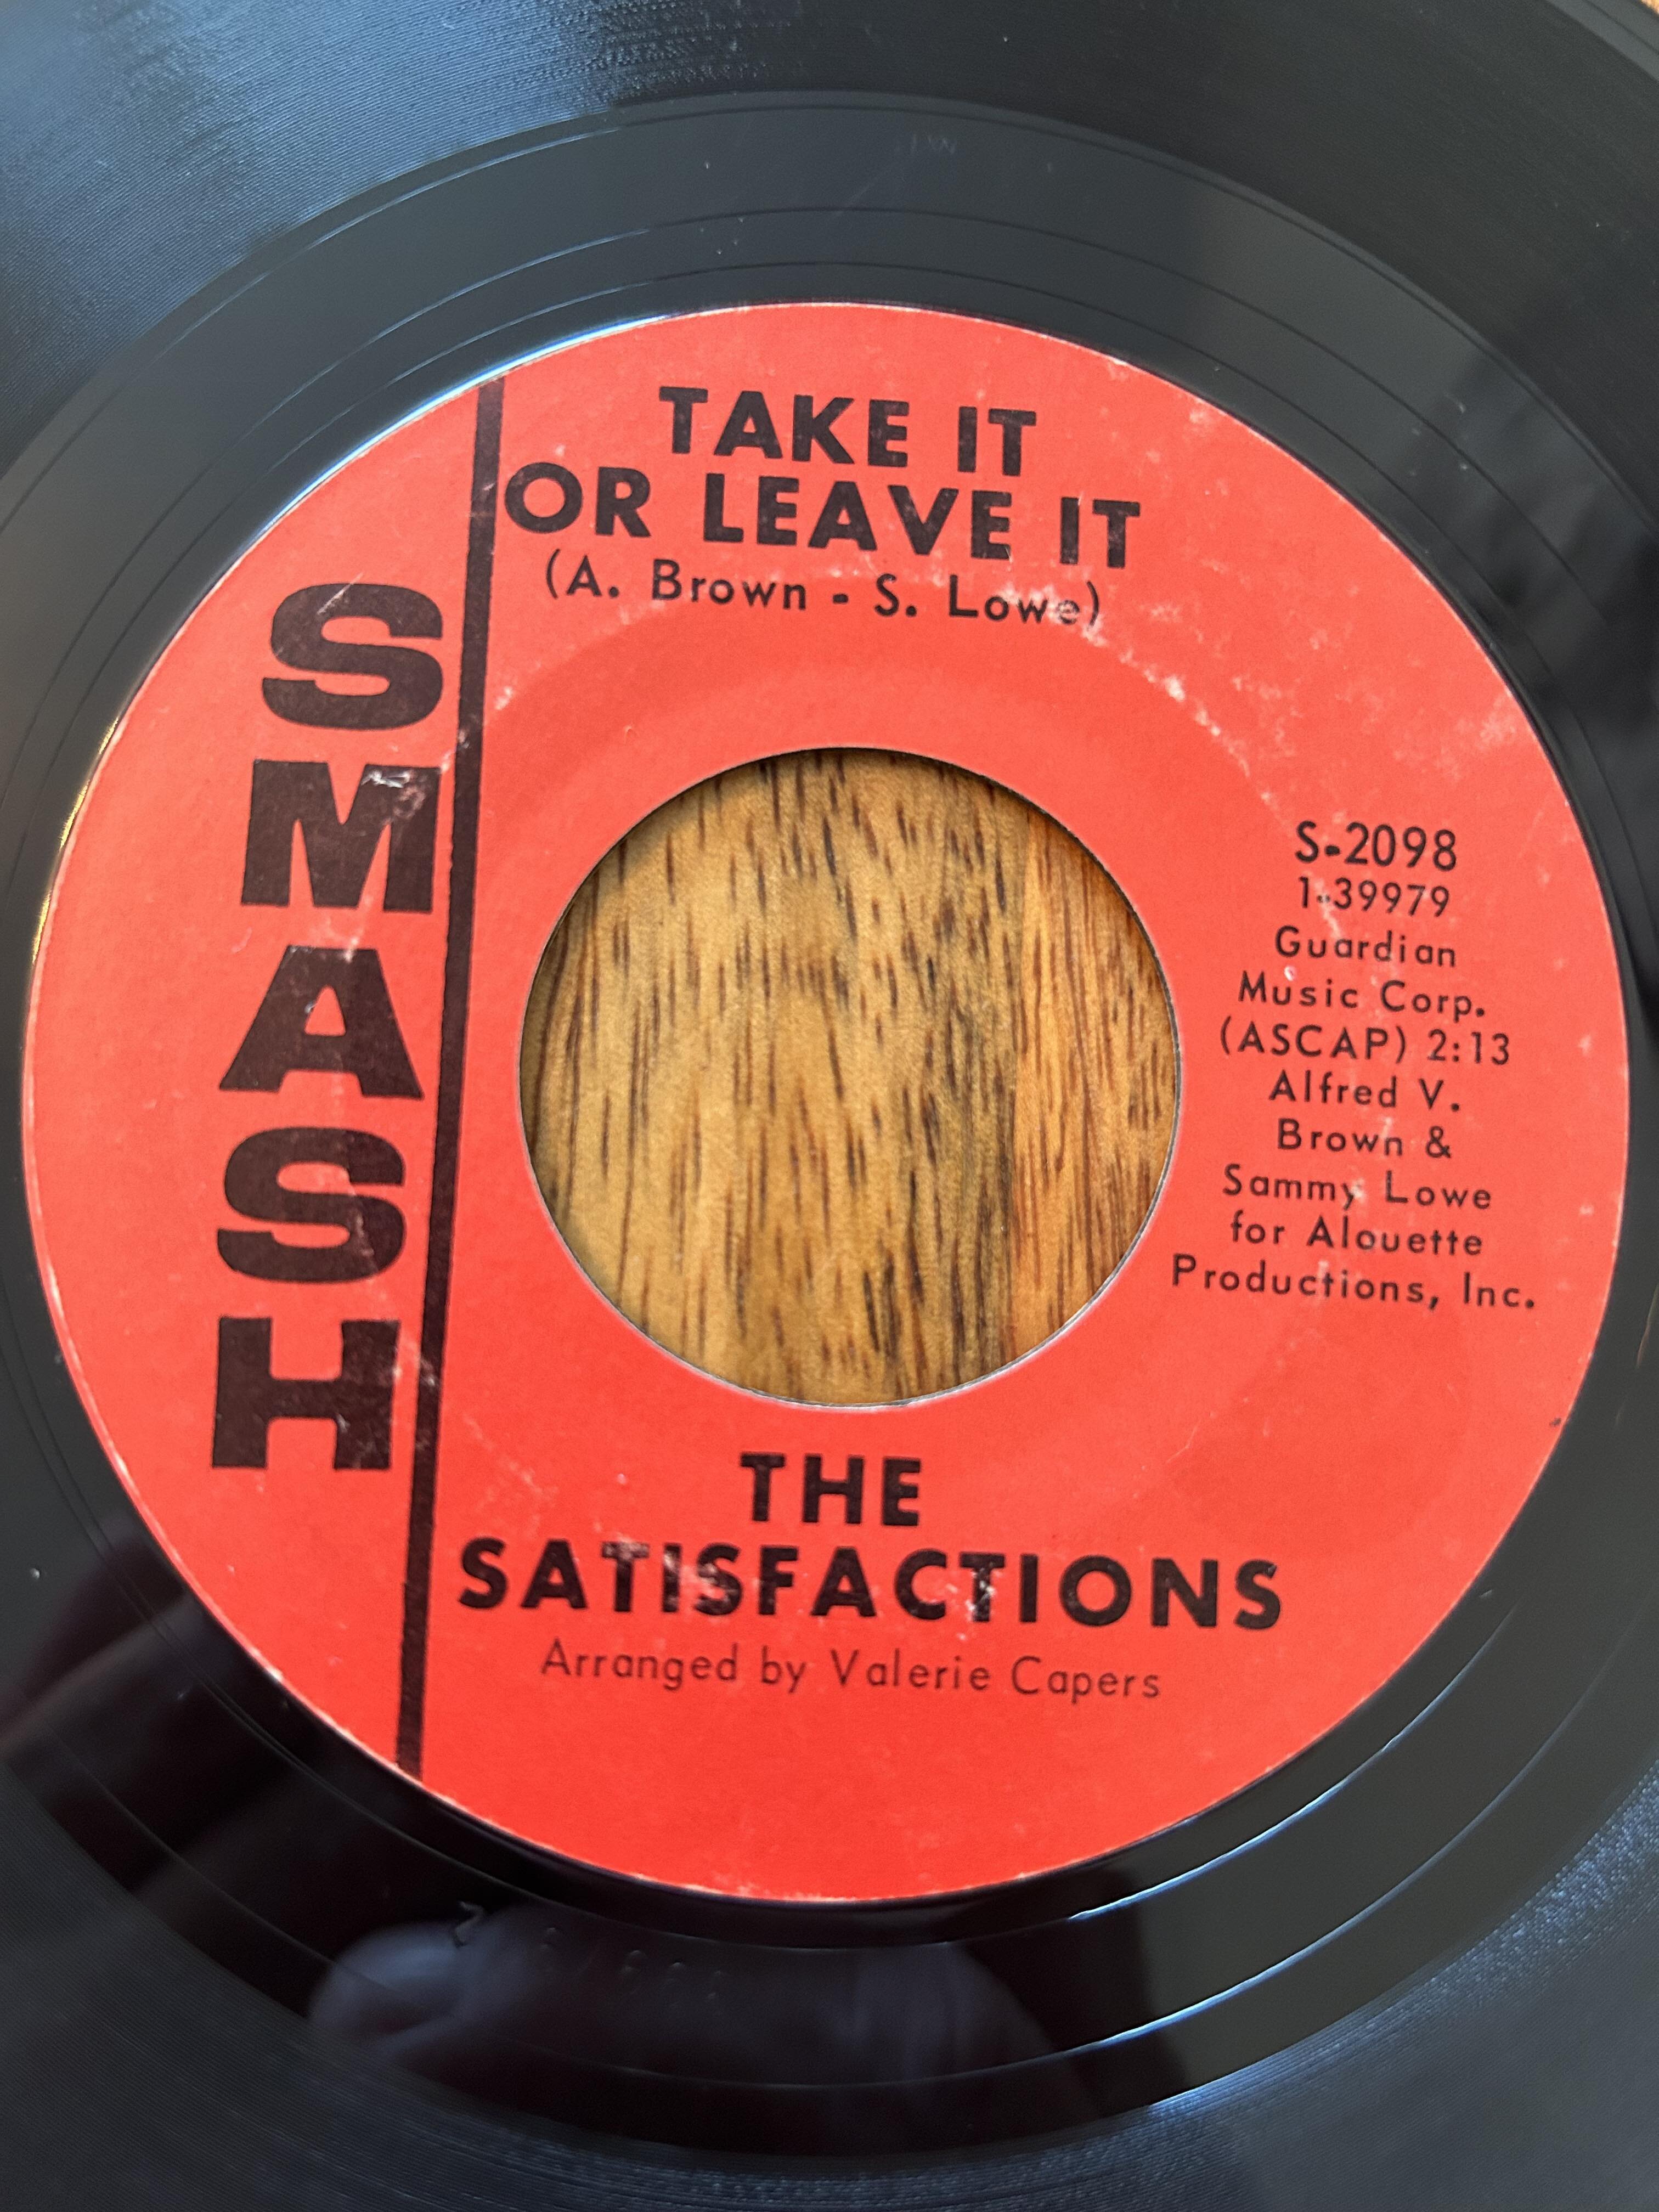 TAKE IT
OR LEAVE IT
(A. Brown - S. Lowe)
SMASH
S-2098
1-39979
Guardian
Music Corp.
(ASCAP) 2:13
Alfred V.
Brown &
Sammy Lowe
for Alouette
Productions, Inc.
THE
SATISFACTIONS
Arranged by Valerie Capers